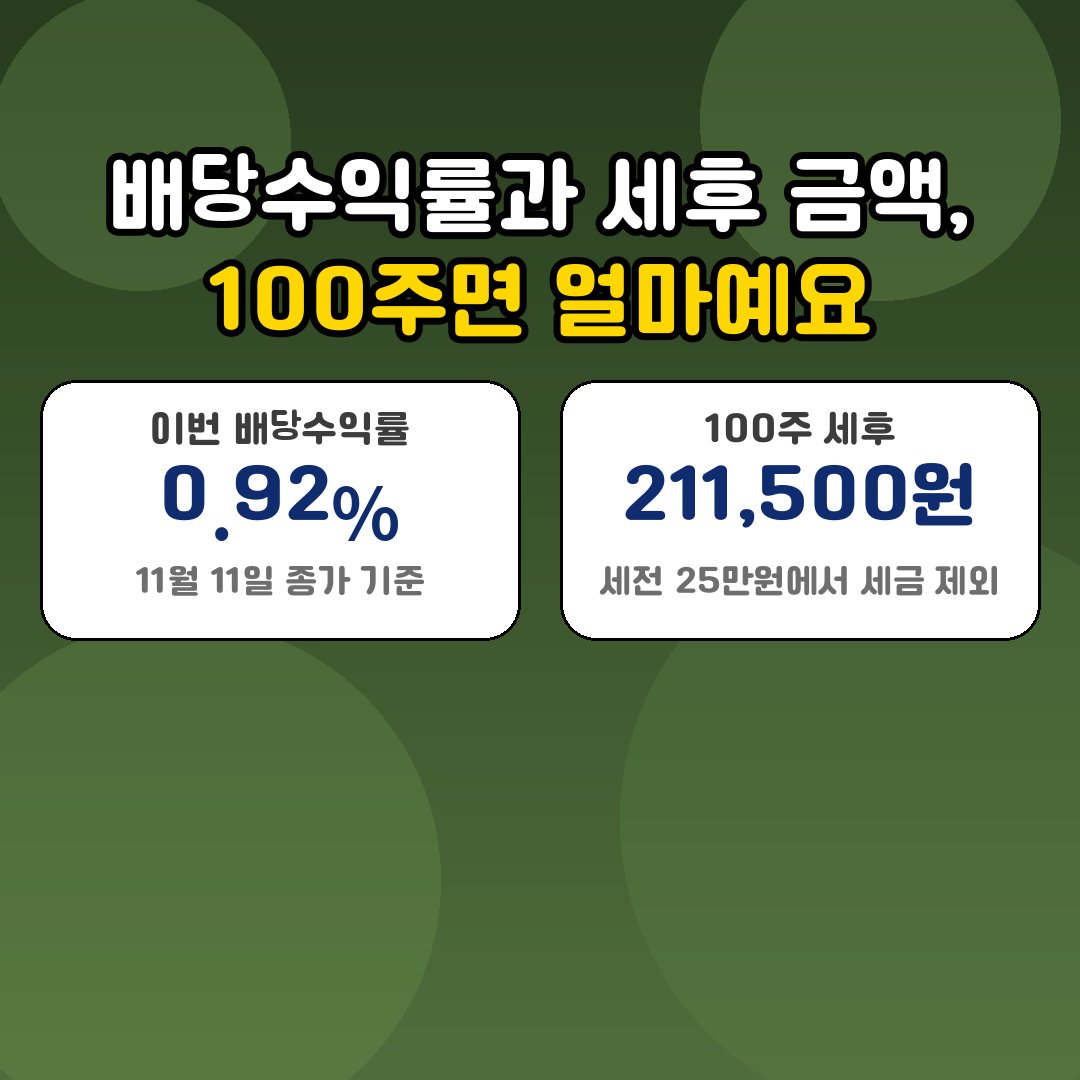 배당수익률과 세후 금액,
100주면 얼마예요
이번 배당수익률
0.92%
11월 11일 종가 기준
100주 세후
211,500원
세전 25만원에서 세금 제외